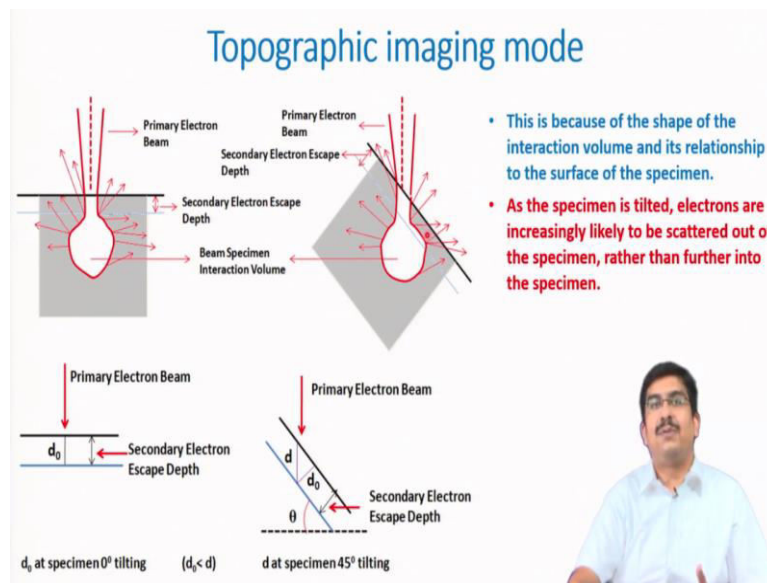 Topographic imaging mode
Primary Electron
Beam
Secondary Electron Escape
Depth
Beam Specimen
Interaction Volume
Primary Electron
Beam
Secondary Electron Escape
Depth
• This is because of the shape of the
interaction volume and its relationship
to the surface of the specimen.
• As the specimen is tilted, electrons are
increasingly likely to be scattered out o
the specimen, rather than further into
the specimen.
Primary Electron Beam
d₀
Secondary Electron
Escape Depth
Primary Electron Beam
d
d₀
θ
Secondary Electron
Escape Depth
d₀ at specimen 0⁰ tilting (d₀< d) d at specimen 45⁰ tilting